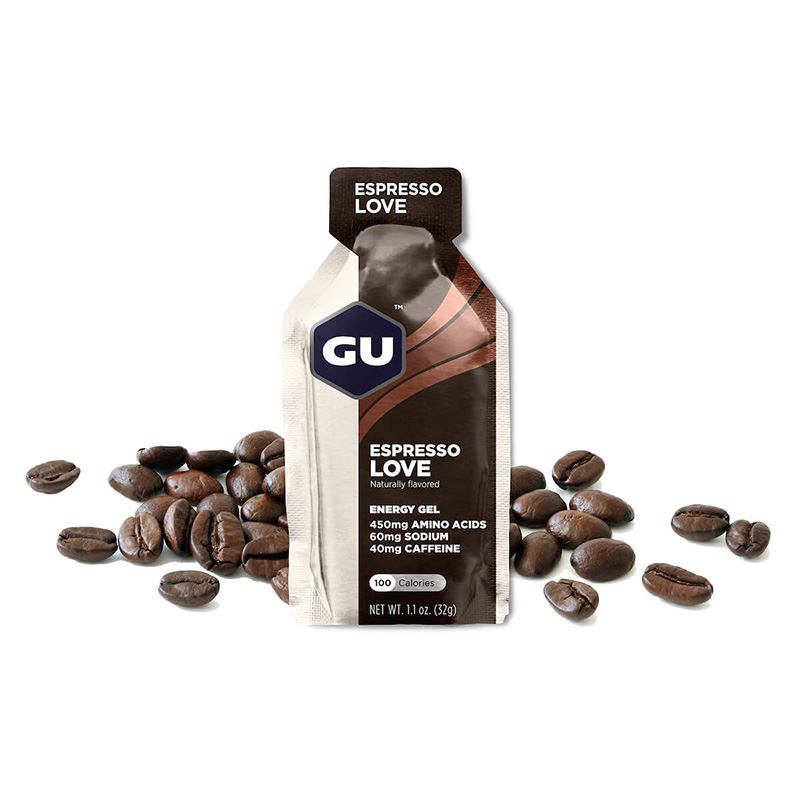 ESPRESSO
LOVE
™
GU
ESPRESSO
LOVE
Naturally flavored
ENERGY GEL
450mg AMINO ACIDS
60mg SODIUM
40mg CAFFEINE
100 Calories
NET WT. 1.1 oz. (32g)